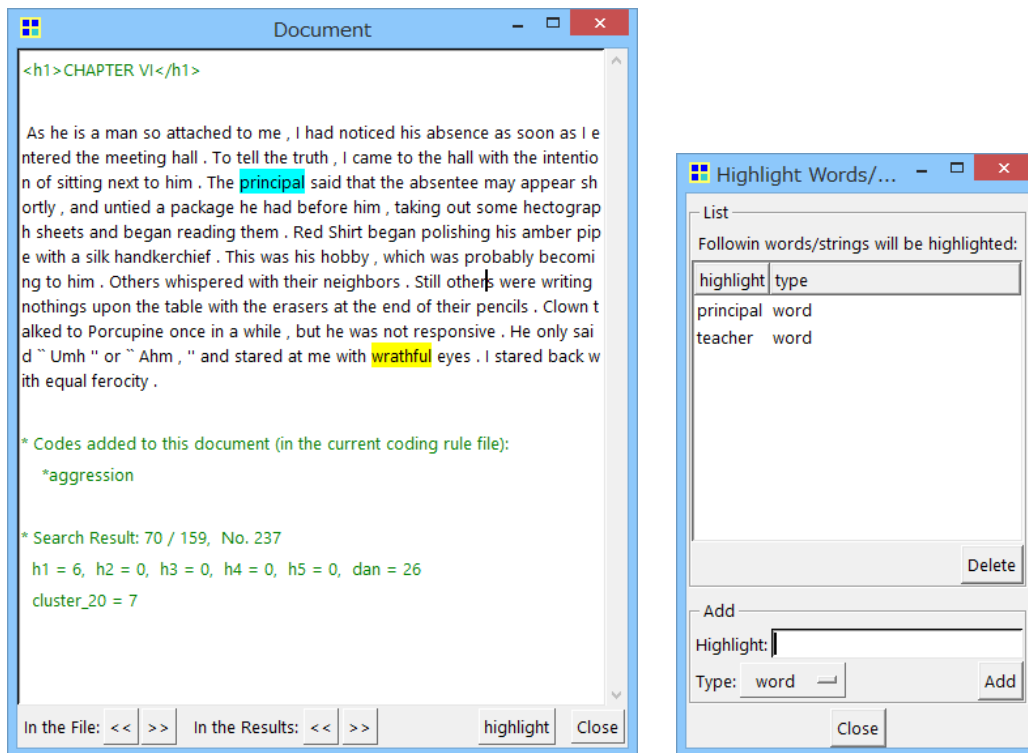 Document
<h1>CHAPTER VI</h1>
As he is a man so attached to me , I had noticed his absence as soon as I e
ntered the meeting hall . To tell the truth , I came to the hall with the intentio
n of sitting next to him . The principal said that the absentee may appear sh
ortly , and untied a package he had before him , taking out some hectograp
h sheets and began reading them . Red Shirt began polishing his amber pip
e with a silk handkerchief . This was his hobby , which was probably becomi
ng to him . Others whispered with their neighbors . Still others were writing
nothings upon the table with the erasers at the end of their pencils . Clown t
alked to Porcupine once in a while , but he was not responsive . He only sai
d `` Umh '' or `` Ahm , '' and stared at me with wrathful eyes . I stared back w
ith equal ferocity .
* Codes added to this document (in the current coding rule file):
*aggression
* Search Result: 70 / 159, No. 237
h1 = 6, h2 = 0, h3 = 0, h4 = 0, h5 = 0, dan = 26
cluster_20 = 7
In the File: << >> In the Results: << >> highlight Close
Highlight Words/...
List
Followin words/strings will be highlighted:
highlight type
principal word
teacher word
Delete
Add
Highlight:
Type: word Add
Close